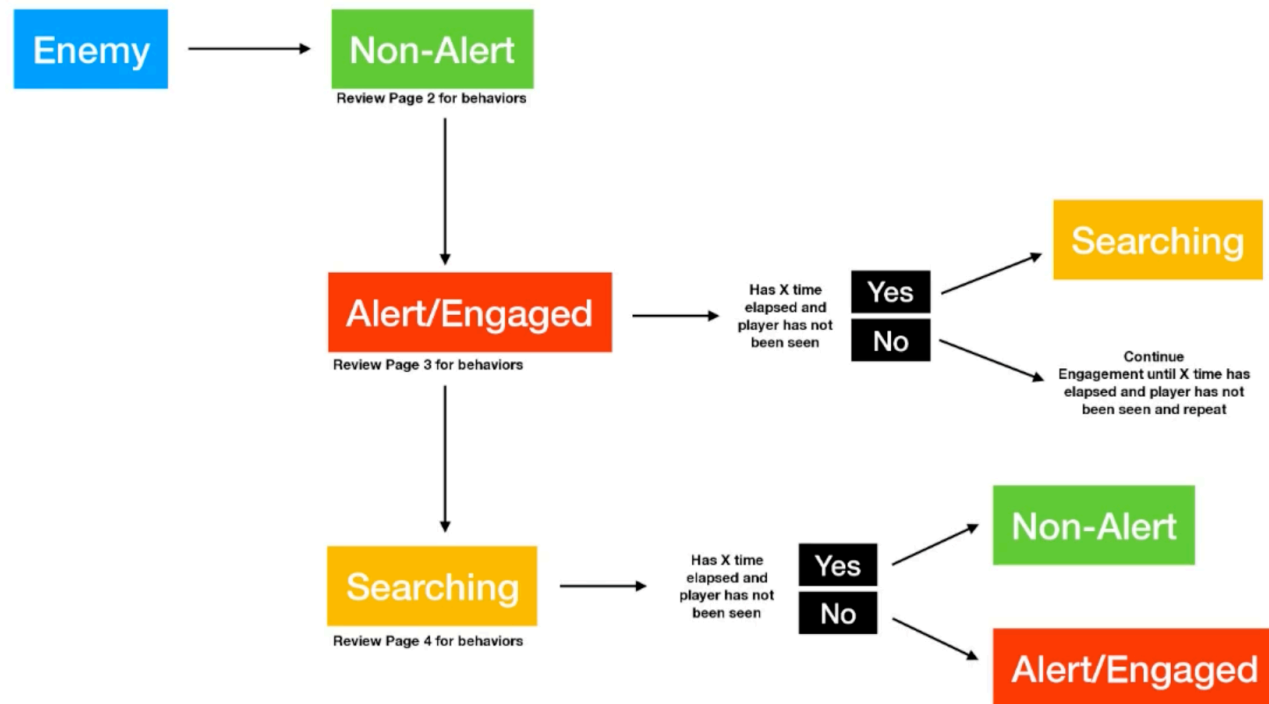 Enemy
Non-Alert
Review Page 2 for behaviors
Searching
Alert/Engaged
Review Page 3 for behaviors
Has X time
elapsed and
player has not
been seen
Yes
No
Continue
Engagement until X time has
elapsed and player has not
been seen and repeat
Searching
Review Page 4 for behaviors
Has X time
elapsed and
player has not
been seen
Yes
No
Non-Alert
Alert/Engaged